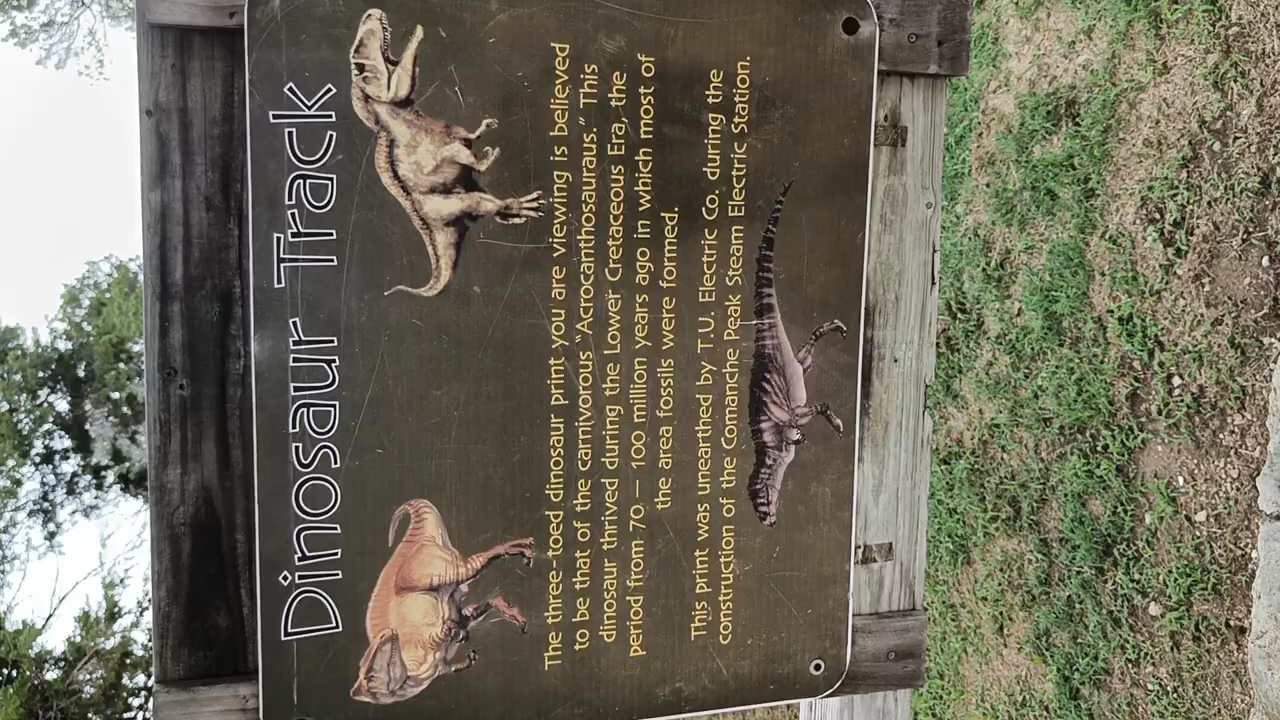 Dinosaur Track
The three-toed dinosaur print you are viewing is believed
to be that of the carnivorous "Acrocanthosauraus." This
dinosaur thrived during the Lower Cretaceous Era, the
period from 70 – 100 million years ago in which most of
the area fossils were formed.
This print was unearthed by T.U. Electric Co. during the
construction of the Comanche Peak Steam Electric Station.